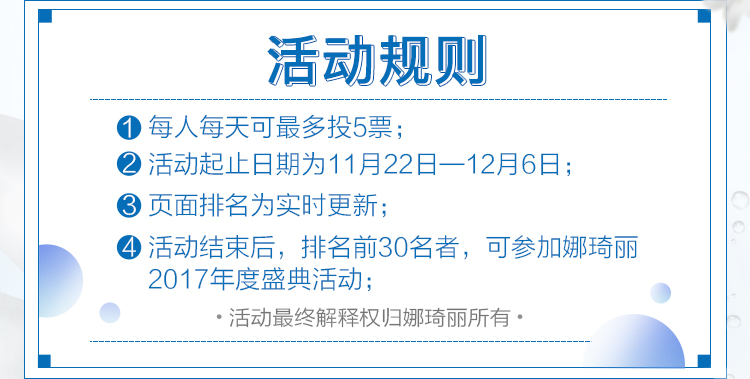 活动规则
1 每人每天可最多投5票；
2 活动起止日期为11月22日—12月6日；
3 页面排名为实时更新；
4 活动结束后，排名前30名者，可参加娜琦丽
2017年度盛典活动；
• 活动最终解释权归娜琦丽所有 •